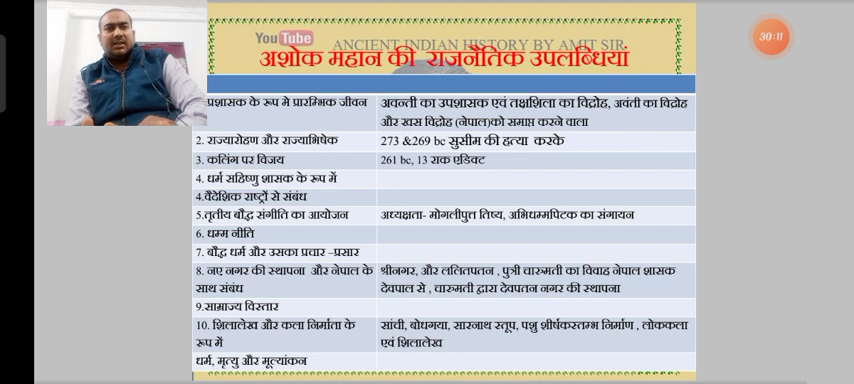 YouTube
ANCIENT INDIAN HISTORY BY AMIT SIR
30:11
अशोक महान की राजनैतिक उपलब्धियां
प्रशासक के रूप मे प्रारम्भिक जीवन
अवन्ती का उपशासक एवं तक्षशिला का विद्रोह, अवंती का विद्रोह
और खस विद्रोह (नेपाल)को समाप्त करने वाला
2. राज्यारोहण और राज्याभिषेक
273 &269 bc सुसीम की हत्या करके
3. कलिंग पर विजय
261 bc, 13 राक एडिक्ट
4. धर्म सहिष्णु शासक के रूप में
4.वैदेशिक राष्ट्रों से संबंध
5.तृतीय बौद्ध संगीति का आयोजन
अध्यक्षता- मोगलीपुत्त तिष्य, अभिधम्मपिटक का संगायन
6. धम्म नीति
7. बौद्ध धर्म और उसका प्रचार –प्रसार
8. नए नगर की स्थापना और नेपाल के
साथ संबंध
श्रीनगर, और ललितपतन , पुत्री चारुमती का विवाह नेपाल शासक
देवपाल से , चारुमती द्वारा देवपतन नगर की स्थापना
9.साम्राज्य विस्तार
10. शिलालेख और कला निर्माता के
रूप में
सांची, बोधगया, सारनाथ स्तूप, पशु शीर्षकस्तम्भ निर्माण , लोककला
एवं शिलालेख
धर्म, मृत्यु और मूल्यांकन